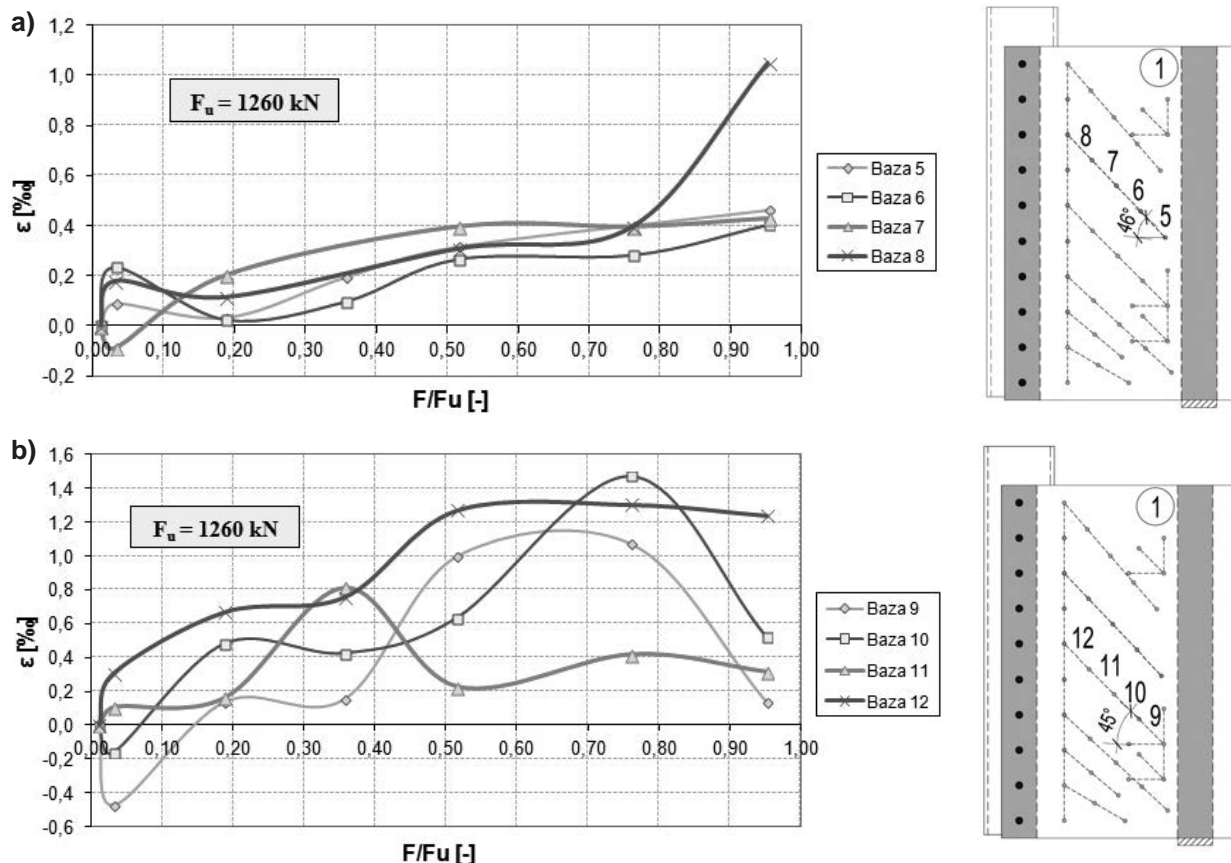 a)
1,2
1,0
0,8
0,6
0,4
0,2
0,0
-0,2
ε [‰]
F_u = 1260 kN
0,00 0,10 0,20 0,30 0,40 0,50 0,60 0,70 0,80 0,90 1,00
F/Fu [-]
Baza 5
Baza 6
Baza 7
Baza 8
1
8
7
6
5
46°
b)
1,6
1,4
1,2
1,0
0,8
0,6
0,4
0,2
0,0
-0,2
-0,4
-0,6
ε [‰]
F_u = 1260 kN
0,00 0,10 0,20 0,30 0,40 0,50 0,60 0,70 0,80 0,90 1,00
F/Fu [-]
Baza 9
Baza 10
Baza 11
Baza 12
1
12
11
10
9
45°